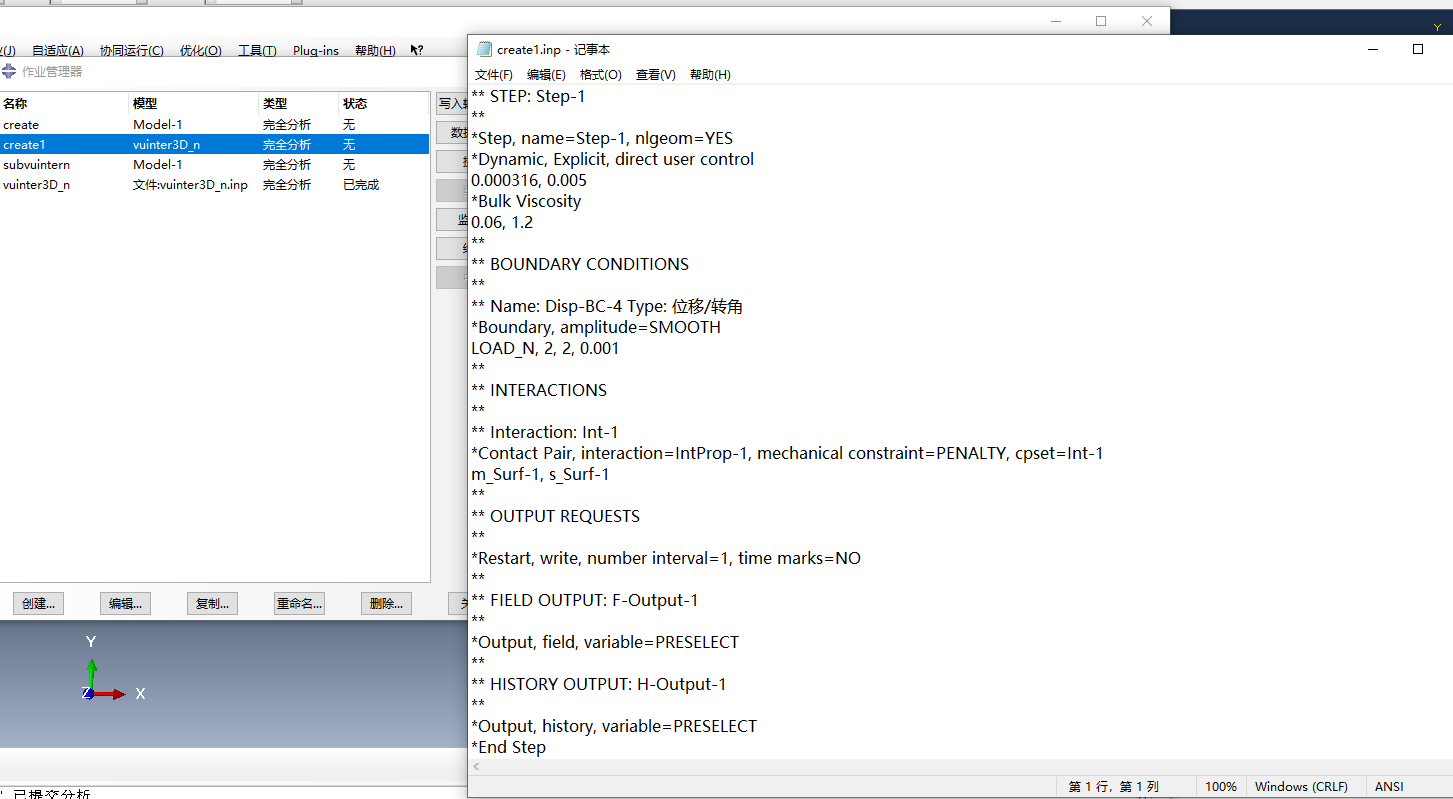 自适应(A) 协同运行(C) 优化(O) 工具(T) Plug-ins 帮助(H)
作业管理器
名称 模型 类型 状态
create Model-1 完全分析 无
create1 vuinter3D_n 完全分析 无
subvuintern Model-1 完全分析 无
vuinter3D_n 文件:vuinter3D_n.inp 完全分析 已完成
写入
创建... 编辑... 复制... 重命名... 删除...
Y
Z X
已提交分析
create1.inp - 记事本
文件(F) 编辑(E) 格式(O) 查看(V) 帮助(H)
** STEP: Step-1
**
*Step, name=Step-1, nlgeom=YES
*Dynamic, Explicit, direct user control
0.000316, 0.005
*Bulk Viscosity
0.06, 1.2
**
** BOUNDARY CONDITIONS
**
** Name: Disp-BC-4 Type: 位移/转角
*Boundary, amplitude=SMOOTH
LOAD_N, 2, 2, 0.001
**
** INTERACTIONS
**
** Interaction: Int-1
*Contact Pair, interaction=IntProp-1, mechanical constraint=PENALTY, cpset=Int-1
m_Surf-1, s_Surf-1
**
** OUTPUT REQUESTS
**
*Restart, write, number interval=1, time marks=NO
**
** FIELD OUTPUT: F-Output-1
**
*Output, field, variable=PRESELECT
**
** HISTORY OUTPUT: H-Output-1
**
*Output, history, variable=PRESELECT
*End Step
第 1 行，第 1 列 100% Windows (CRLF) ANSI
Y